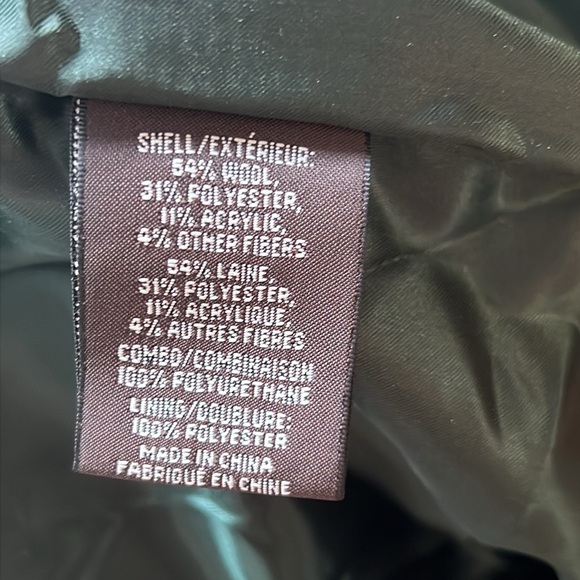 SHELL/EXTÉRIEUR:
54% WOOL,
31% POLYESTER,
11% ACRYLIC,
4% OTHER FIBERS
54% LAINE,
31% POLYESTER,
11% ACRYLIQUE,
4% AUTRES FIBRES
COMBO/COMBINAISON
100% POLYURETHANE
LINING/DOUBLURE:
100% POLYESTER
MADE IN CHINA
FABRIQUÉ EN CHINE